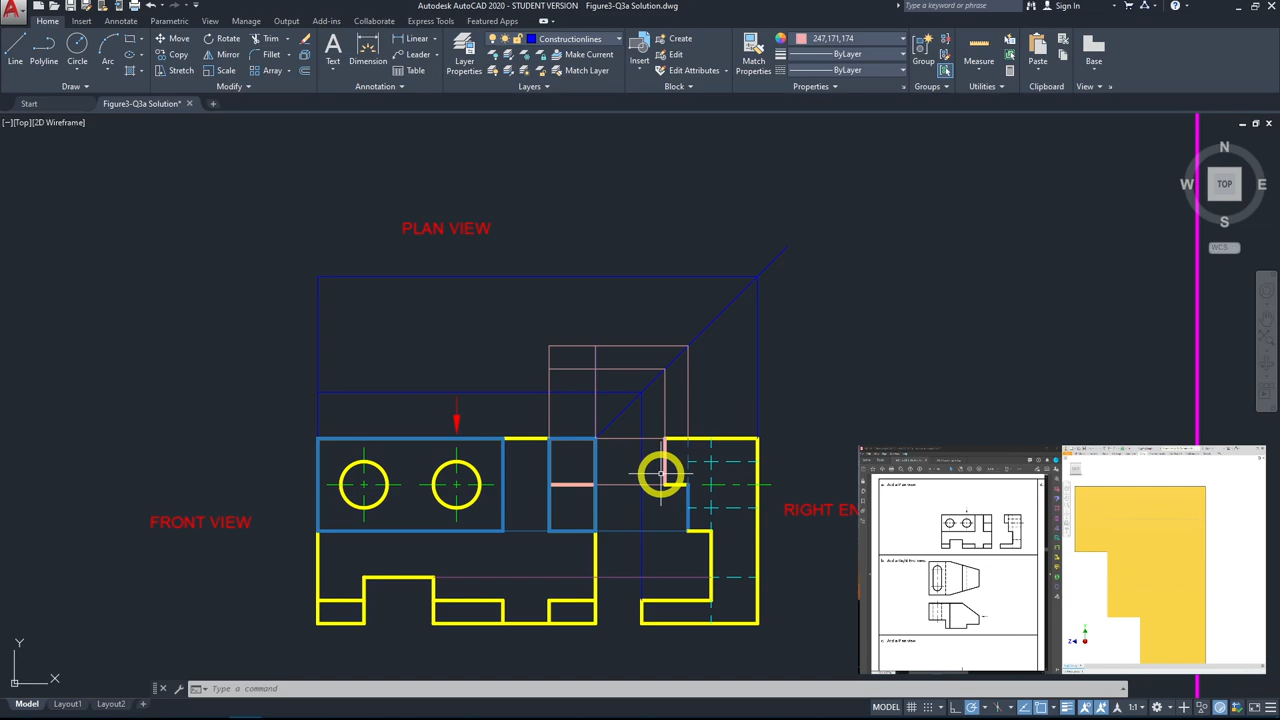 Autodesk AutoCAD 2020 - STUDENT VERSION Figure3-Q3a Solution.dwg
Type a keyword or phrase
Sign In
Home Insert Annotate Parametric View Manage Output Add-ins Collaborate Express Tools Featured Apps
Line Polyline Circle Arc
Move Rotate Trim
Copy Mirror Fillet
Stretch Scale Array
Text Dimension
Linear
Leader
Table
Layer Properties
Constructionlines
Make Current
Match Layer
Insert
Create
Edit
Edit Attributes
Match Properties
247,171,174
ByLayer
ByLayer
Group
Measure
Paste
Base
Draw Modify Annotation Layers Block Properties Groups Utilities Clipboard View
Start Figure3-Q3a Solution*
[−][Top][2D Wireframe]
N
W TOP E
S
WCS
PLAN VIEW
FRONT VIEW
RIGHT EN
Y
X
Z
Type a command
Model Layout1 Layout2
MODEL
1:1